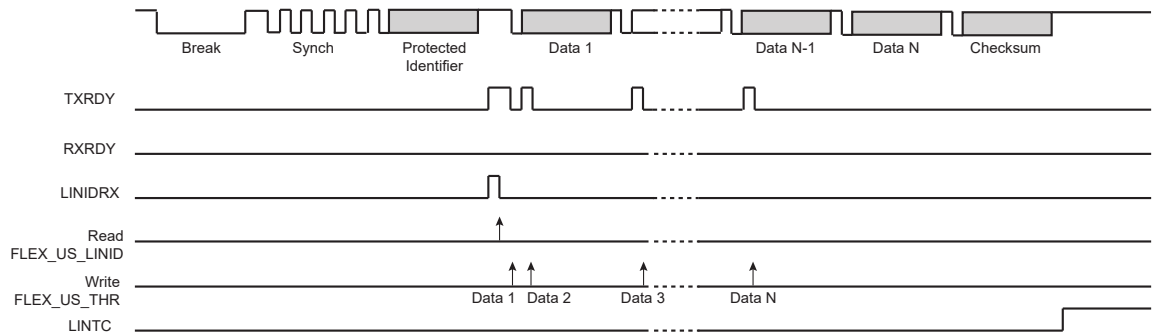 Break
Synch
Protected
Identifier
Data 1
Data N-1
Data N
Checksum
TXRDY
RXRDY
LINIDRX
Read
FLEX_US_LINID
Write
FLEX_US_THR
Data 1
Data 2
Data 3
Data N
LINTC